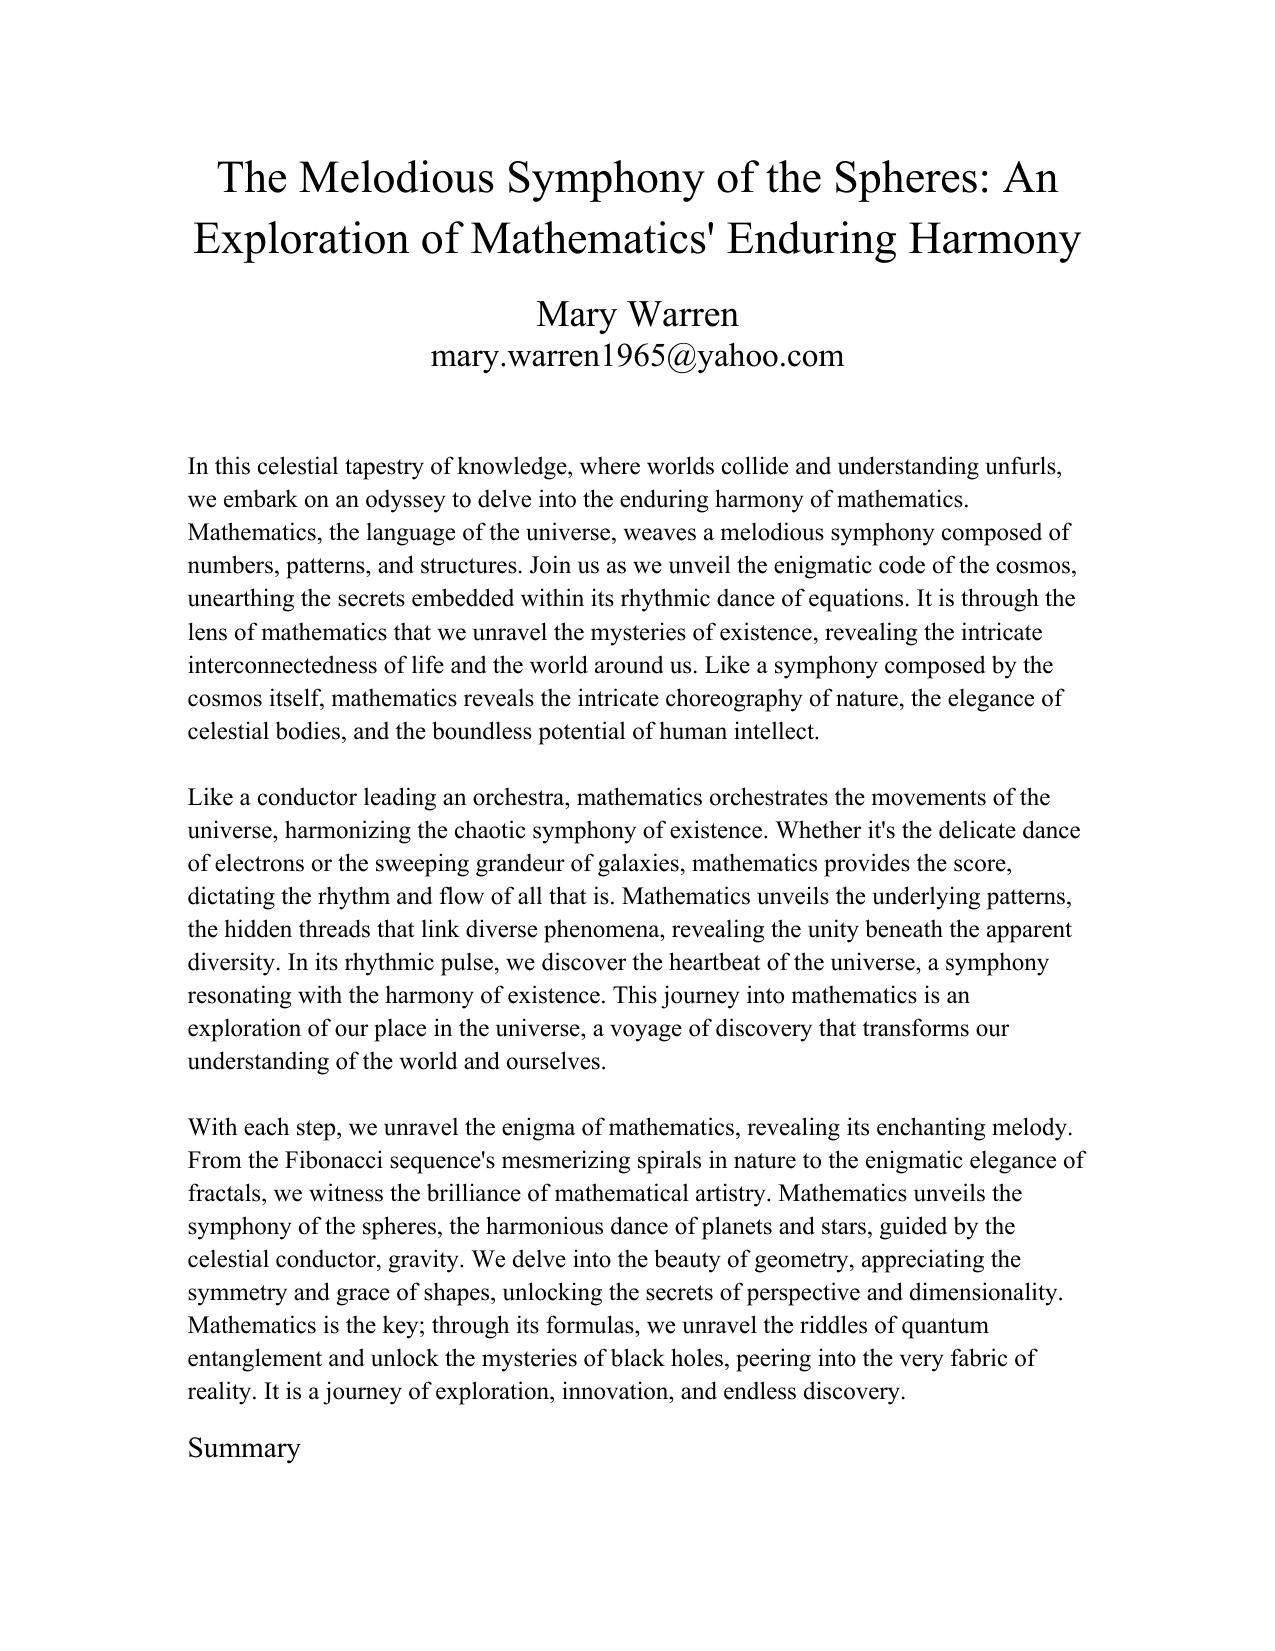 The Melodious Symphony of the Spheres: An
Exploration of Mathematics' Enduring Harmony
Mary Warren
mary.warren1965@yahoo.com
In this celestial tapestry of knowledge, where worlds collide and understanding unfurls,
we embark on an odyssey to delve into the enduring harmony of mathematics.
Mathematics, the language of the universe, weaves a melodious symphony composed of
numbers, patterns, and structures. Join us as we unveil the enigmatic code of the cosmos,
unearthing the secrets embedded within its rhythmic dance of equations. It is through the
lens of mathematics that we unravel the mysteries of existence, revealing the intricate
interconnectedness of life and the world around us. Like a symphony composed by the
cosmos itself, mathematics reveals the intricate choreography of nature, the elegance of
celestial bodies, and the boundless potential of human intellect.
Like a conductor leading an orchestra, mathematics orchestrates the movements of the
universe, harmonizing the chaotic symphony of existence. Whether it's the delicate dance
of electrons or the sweeping grandeur of galaxies, mathematics provides the score,
dictating the rhythm and flow of all that is. Mathematics unveils the underlying patterns,
the hidden threads that link diverse phenomena, revealing the unity beneath the apparent
diversity. In its rhythmic pulse, we discover the heartbeat of the universe, a symphony
resonating with the harmony of existence. This journey into mathematics is an
exploration of our place in the universe, a voyage of discovery that transforms our
understanding of the world and ourselves.
With each step, we unravel the enigma of mathematics, revealing its enchanting melody.
From the Fibonacci sequence's mesmerizing spirals in nature to the enigmatic elegance of
fractals, we witness the brilliance of mathematical artistry. Mathematics unveils the
symphony of the spheres, the harmonious dance of planets and stars, guided by the
celestial conductor, gravity. We delve into the beauty of geometry, appreciating the
symmetry and grace of shapes, unlocking the secrets of perspective and dimensionality.
Mathematics is the key; through its formulas, we unravel the riddles of quantum
entanglement and unlock the mysteries of black holes, peering into the very fabric of
reality. It is a journey of exploration, innovation, and endless discovery.
Summary